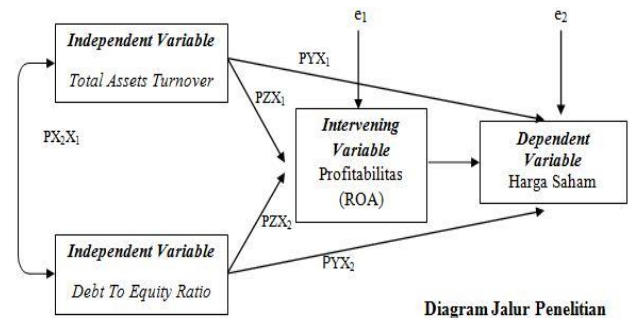 e₁
e₂
Independent Variable
Total Assets Turnover
PYX₁
PZX₁
PX₂X₁
Intervening
Variable
Profitabilitas
(ROA)
Dependent
Variable
Harga Saham
PZX₂
Independent Variable
Debt To Equity Ratio
PYX₂
Diagram Jalur Penelitian